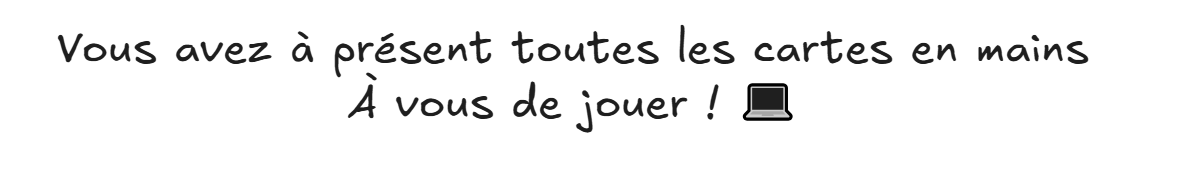 Vous avez à présent toutes les cartes en mains
À vous de jouer ! 💻